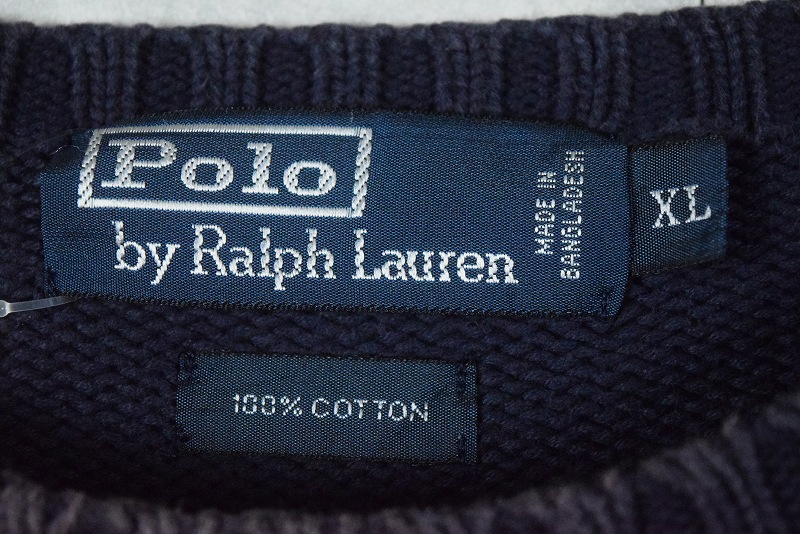 Polo
by Ralph Lauren
MADE IN
BANGLADESH
XL
100% COTTON